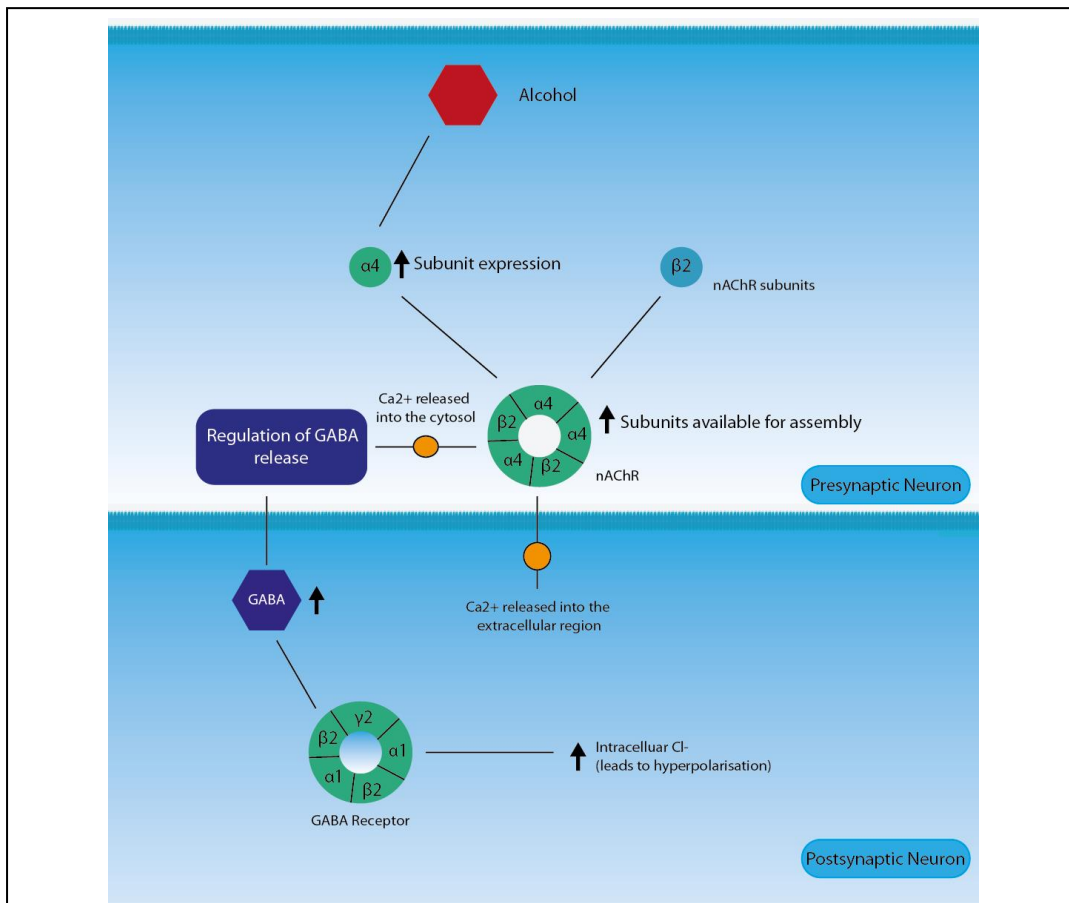 Alcohol
α4
Subunit expression
β2
nAChR subunits
Ca2+ released
into the cytosol
Regulation of GABA
release
α4
β2
α4
α4
β2
Subunits available for assembly
nAChR
Presynaptic Neuron
GABA
Ca2+ released into the
extracellular region
γ2
β2
α1
α1
β2
Intracelluar Cl-
(leads to hyperpolarisation)
GABA Receptor
Postsynaptic Neuron